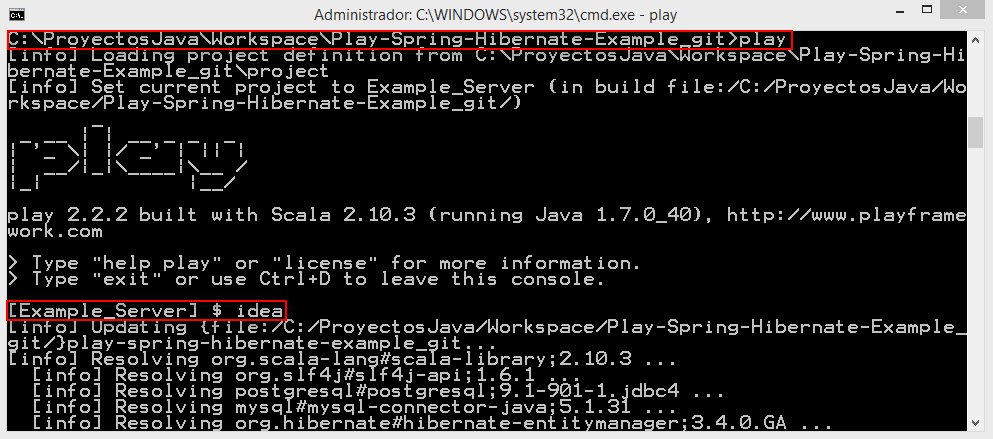 Administrador: C:\WINDOWS\system32\cmd.exe - play
C:\ProyectosJava\Workspace\Play-Spring-Hibernate-Example_git>play
[info] Loading project definition from C:\ProyectosJava\Workspace\Play-Spring-Hi
bernate-Example_git\project
[info] Set current project to Example_Server (in build file:/C:/ProyectosJava/Wo
rkspace/Play-Spring-Hibernate-Example_git/)
play
play 2.2.2 built with Scala 2.10.3 (running Java 1.7.0_40), http://www.playframe
work.com
> Type "help play" or "license" for more information.
> Type "exit" or use Ctrl+D to leave this console.
[Example_Server] $ idea
[info] Updating {file:/C:/ProyectosJava/Workspace/Play-Spring-Hibernate-Example_
git/}play-spring-hibernate-example_git...
[info] Resolving org.scala-lang#scala-library;2.10.3 ...
[info] Resolving org.slf4j#slf4j-api;1.6.1 ...
[info] Resolving postgresql#postgresql;9.1-901-1.jdbc4 ...
[info] Resolving mysql#mysql-connector-java;5.1.31 ...
[info] Resolving org.hibernate#hibernate-entitymanager;3.4.0.GA ...